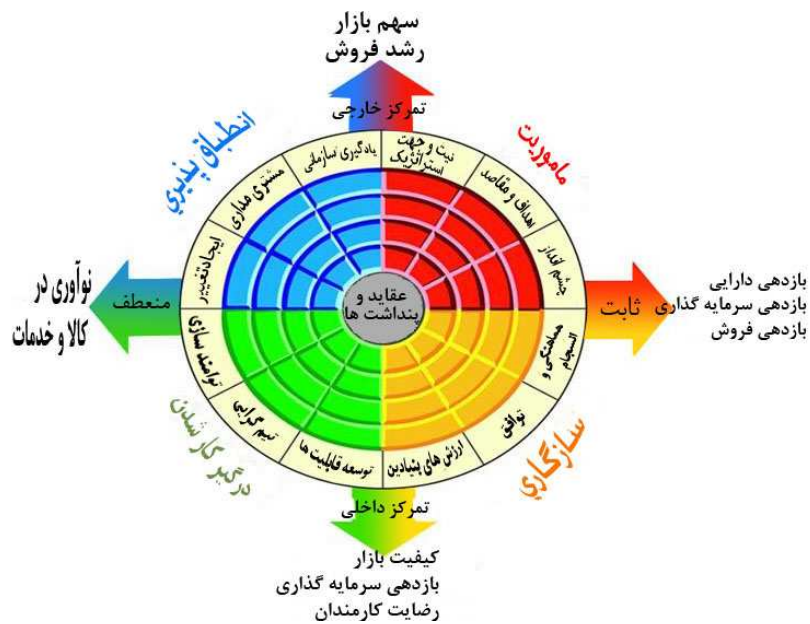 سهم بازار
رشد فروش
تمرکز خارجی
انطباق پذیری
ماموریت
یادگیری سازمانی
نیت و جهت
استراتژیک
مشتری مداری
اهداف و مقاصد
ایجاد تغییر
چشم انداز
نوآوری در
کالا و خدمات
منعطف
عقاید و
پنداشت ها
ثابت
بازدهی دارایی
بازدهی سرمایه گذاری
بازدهی فروش
توانمند سازی
هماهنگی و
انسجام
تیم گرایی
توافق
توسعه قابلیت ها
ارزش های بنیادین
درگیر کار شدن
سازگاری
تمرکز داخلی
کیفیت بازار
بازدهی سرمایه گذاری
رضایت کارمندان